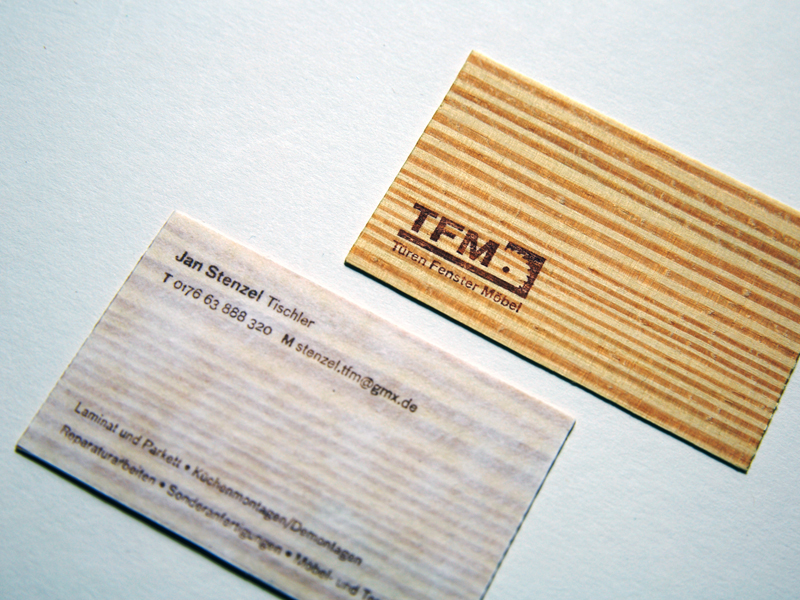 Jan Stenzel Tischler
T 0176 63 888 320 M stenzel.tfm@gmx.de
Laminat und Parkett • Küchenmontagen/Demontagen
Reparaturarbeiten • Sonderanfertigungen • Möbel- und
TFM.
Türen Fenster Möbel